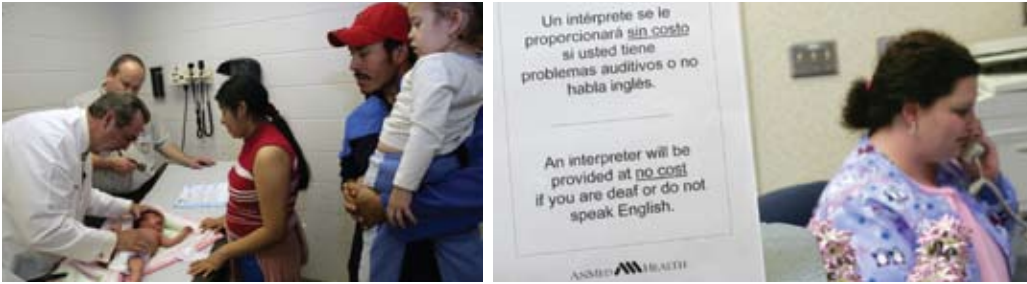 Un intérprete se le
proporcionará sin costo
si usted tiene
problemas auditivos o no
habla inglés.
An interpreter will be
provided at no cost
if you are deaf or do not
speak English.
ANMED HEALTH